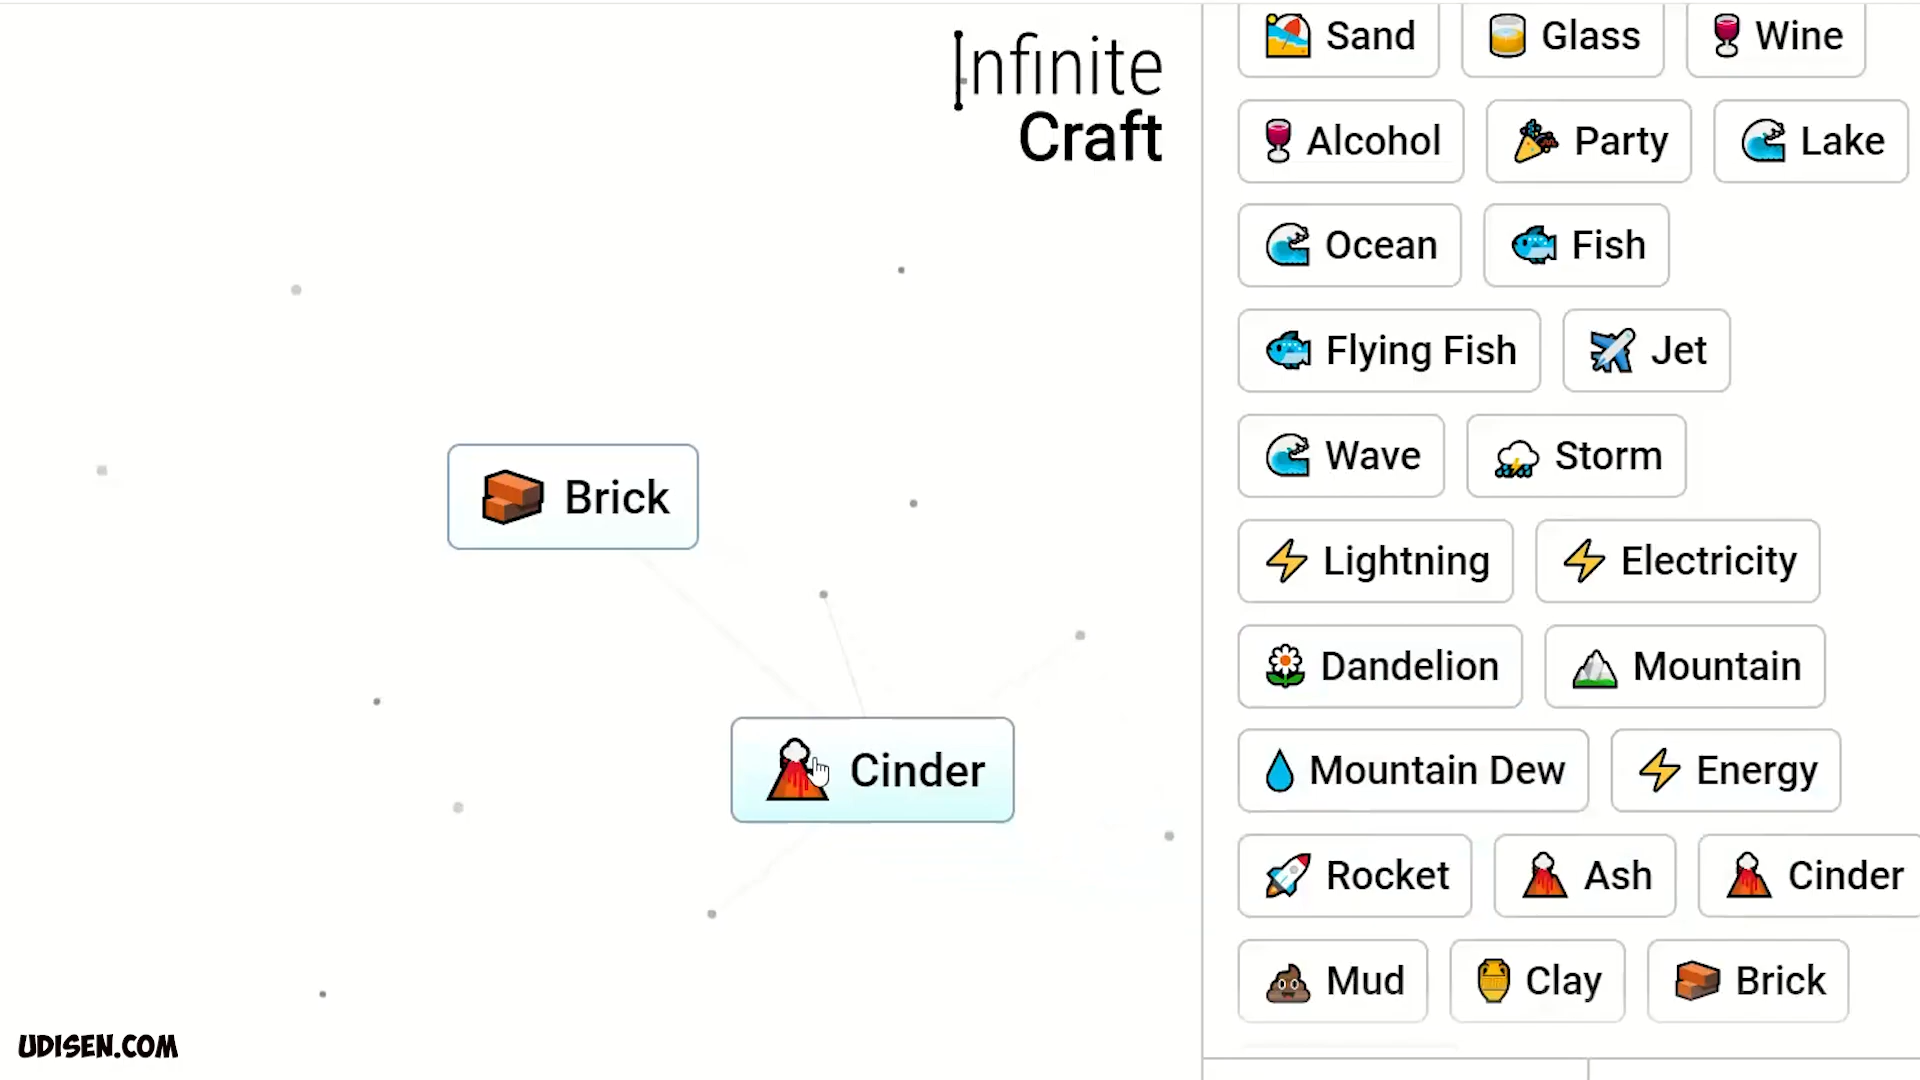 Infinite
Craft
Brick
Cinder
Sand Glass Wine
Alcohol Party Lake
Ocean Fish
Flying Fish Jet
Wave Storm
Lightning Electricity
Dandelion Mountain
Mountain Dew Energy
Rocket Ash Cinder
Mud Clay Brick
UDISEN.COM